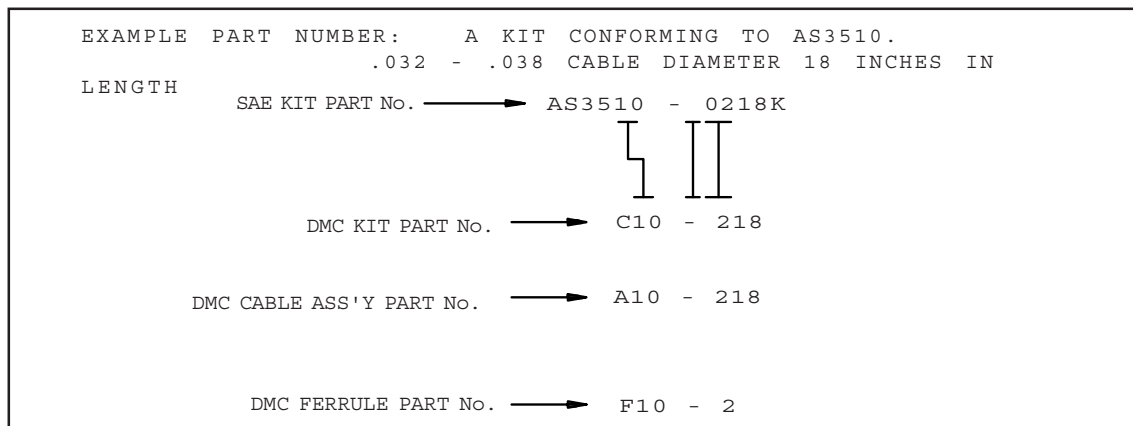 EXAMPLE PART NUMBER: A KIT CONFORMING TO AS3510.
.032 - .038 CABLE DIAMETER 18 INCHES IN
LENGTH
SAE KIT PART No. AS3510 - 0218K
DMC KIT PART No. C10 - 218
DMC CABLE ASS'Y PART No. A10 - 218
DMC FERRULE PART No. F10 - 2